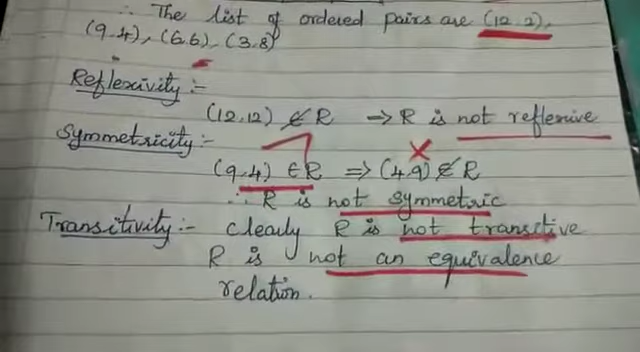 ∴ The list of ordered pairs are (12,2),
(9,4), (6,6), (3,8)
Reflexivity :-
(12,12) ∉ R → R is not reflexive
Symmetricity :-
(9,4) ∈ R ⇒ (4,9) ∉ R
∴ R is not symmetric
Transitivity :- clearly R is not transitive
R is not an equivalence
relation.